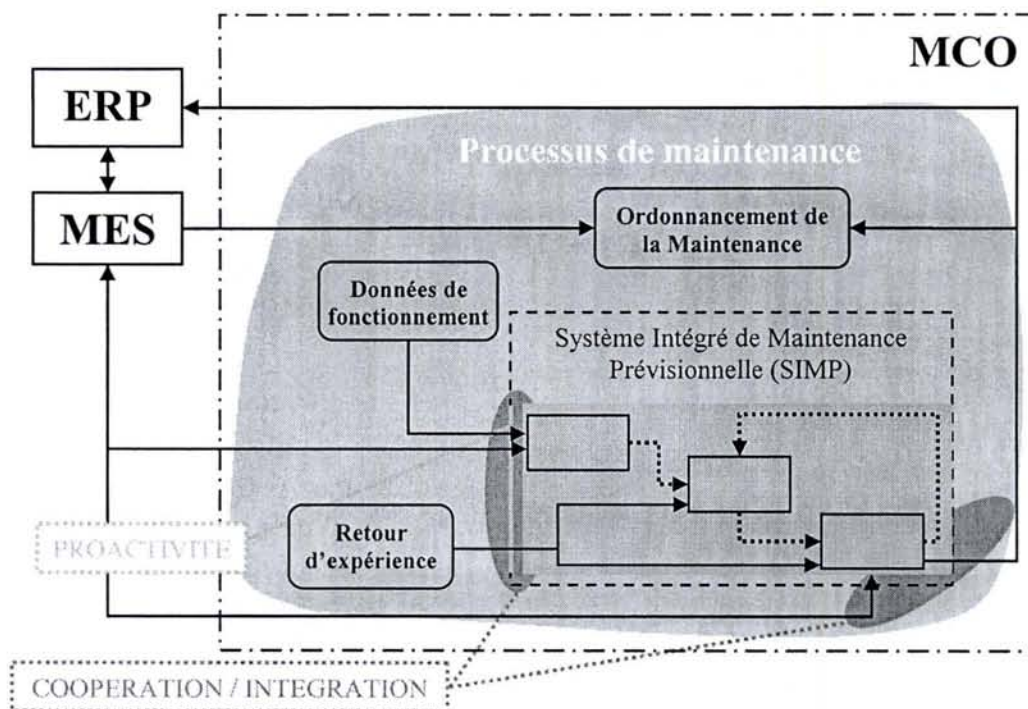 MCO
ERP
Processus de maintenance
MES
Ordonnancement de
la Maintenance
Données de
fonctionnement
Système Intégré de Maintenance
Prévisionnelle (SIMP)
Retour
d'expérience
PROACTIVITE
COOPERATION / INTEGRATION